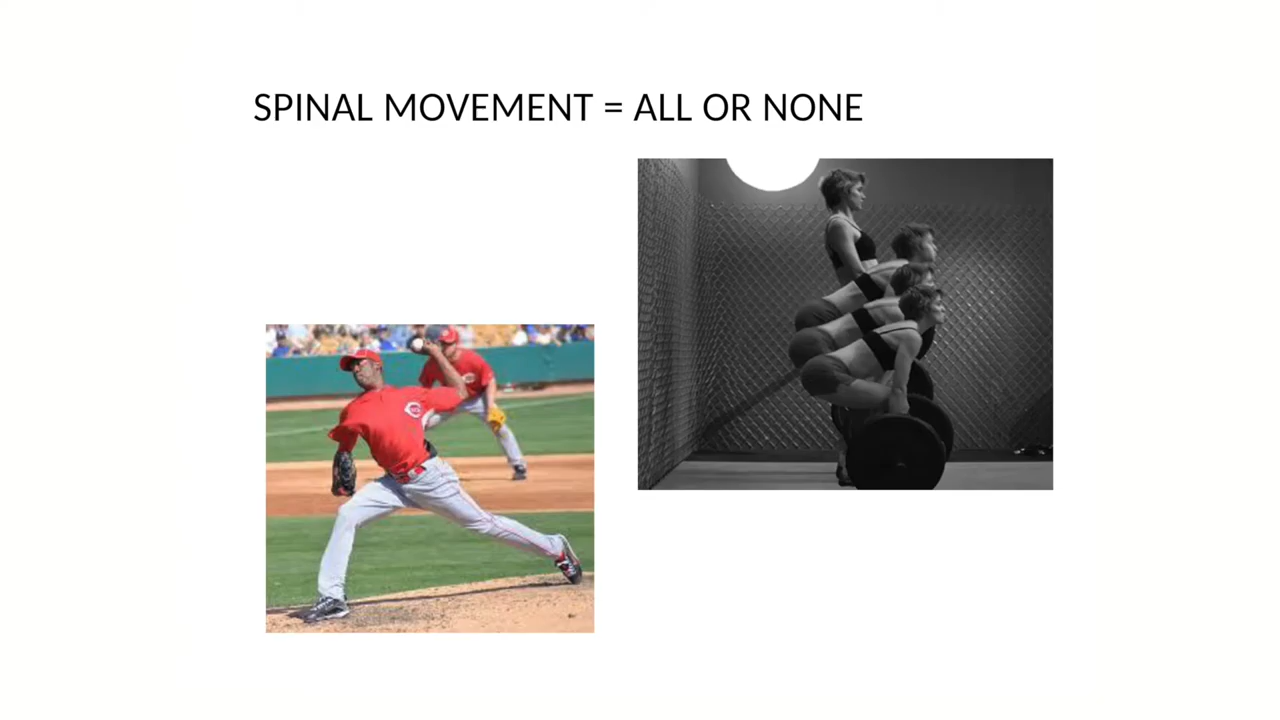 SPINAL MOVEMENT = ALL OR NONE